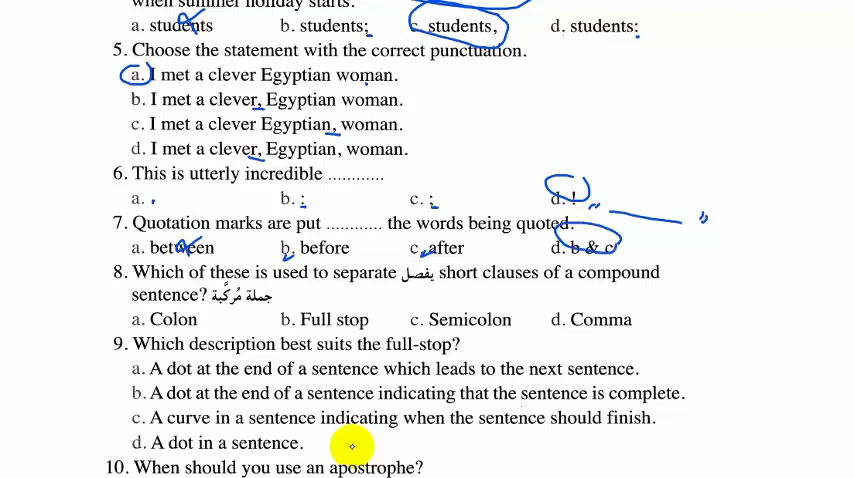 when summer holiday starts.
a. students b. students; c. students, d. students:
5. Choose the statement with the correct punctuation.
a. I met a clever Egyptian woman.
b. I met a clever, Egyptian woman.
c. I met a clever Egyptian, woman.
d. I met a clever, Egyptian, woman.
6. This is utterly incredible ............
a. , b. : c. ; d. !
7. Quotation marks are put ............ the words being quoted.
a. between b. before c. after d. b & c
8. Which of these is used to separate يفصل short clauses of a compound
sentence? جملة مُركَّبة
a. Colon b. Full stop c. Semicolon d. Comma
9. Which description best suits the full-stop?
a. A dot at the end of a sentence which leads to the next sentence.
b. A dot at the end of a sentence indicating that the sentence is complete.
c. A curve in a sentence indicating when the sentence should finish.
d. A dot in a sentence.
10. When should you use an apostrophe?